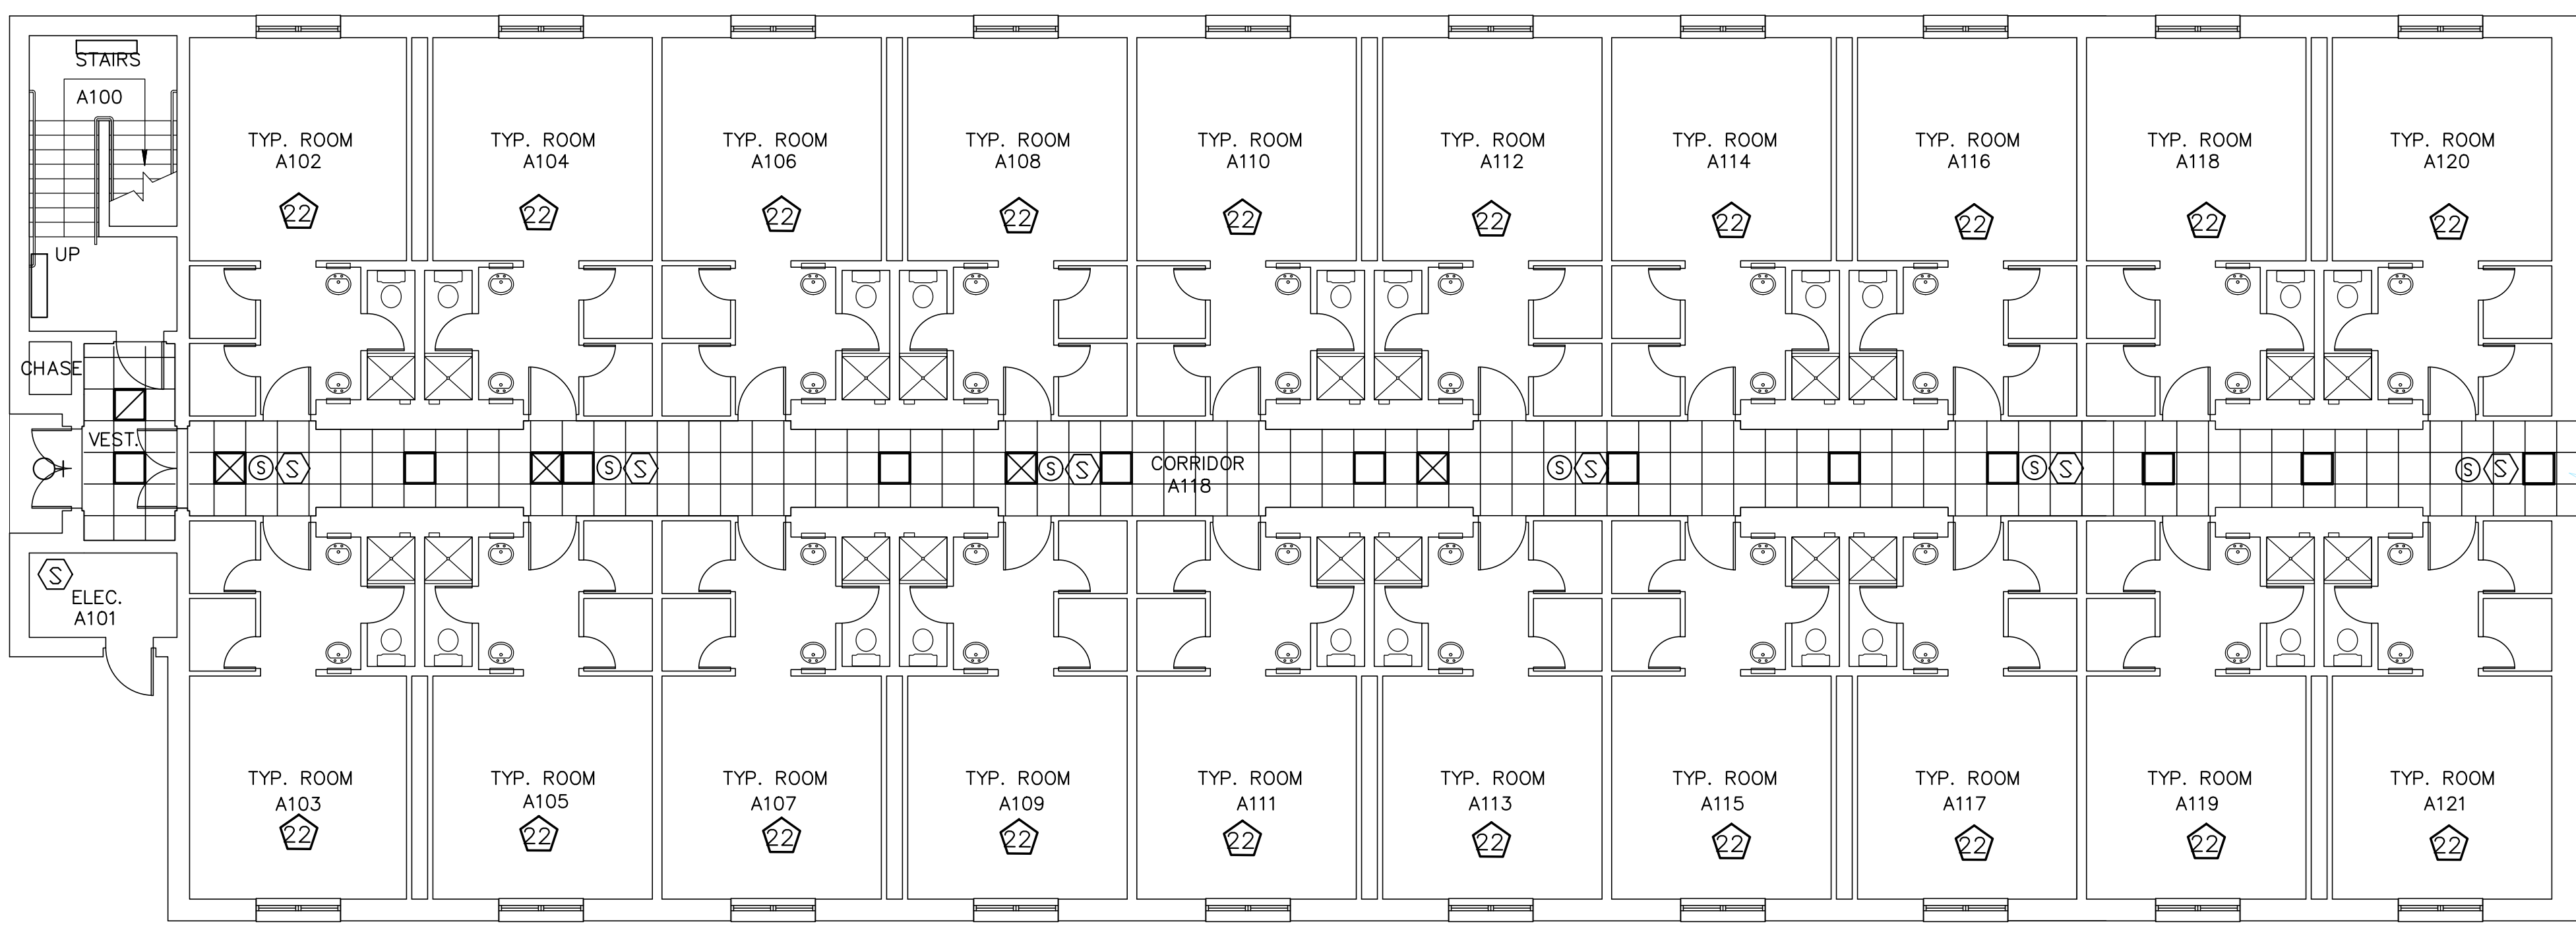 STAIRS
A100
UP
CHASE
VEST.
ELEC.
A101
TYP. ROOM
A102
22
TYP. ROOM
A104
22
TYP. ROOM
A106
22
TYP. ROOM
A108
22
TYP. ROOM
A110
22
TYP. ROOM
A112
22
TYP. ROOM
A114
22
TYP. ROOM
A116
22
TYP. ROOM
A118
22
TYP. ROOM
A120
22
S
S
S
S
S
S
CORRIDOR
A118
S
S
S
S
S
S
S
TYP. ROOM
A103
22
TYP. ROOM
A105
22
TYP. ROOM
A107
22
TYP. ROOM
A109
22
TYP. ROOM
A111
22
TYP. ROOM
A113
22
TYP. ROOM
A115
22
TYP. ROOM
A117
22
TYP. ROOM
A119
22
TYP. ROOM
A121
22